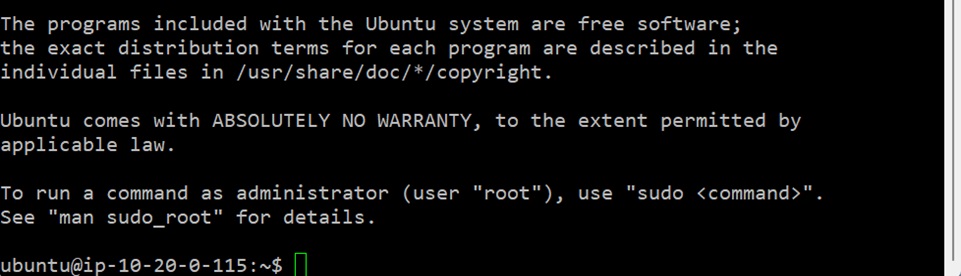 The programs included with the Ubuntu system are free software;
the exact distribution terms for each program are described in the
individual files in /usr/share/doc/*/copyright.
Ubuntu comes with ABSOLUTELY NO WARRANTY, to the extent permitted by
applicable law.
To run a command as administrator (user "root"), use "sudo <command>".
See "man sudo_root" for details.
ubuntu@ip-10-20-0-115:~$